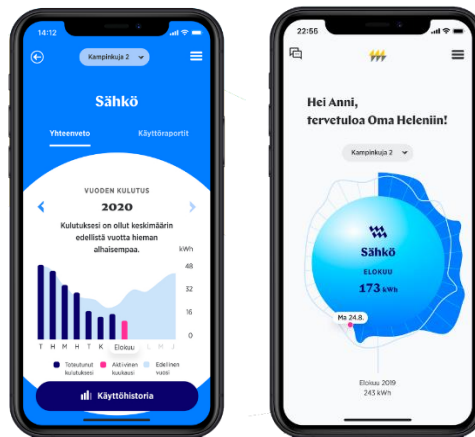 14:12
Kampinkuja 2
Sähkö
Yhteenveto
Käyttöraportit
VUODEN KULUTUS
2020
Kulutuksesi on ollut keskimäärin
edellistä vuotta hieman
alhaisempaa.
kWh
48
32
16
0
T H M H T K Elokuu L M J
Toteutunut kulutuksesi
Aktiivinen kuukausi
Edellinen vuosi
Käyttöhistoria
22:56
Hei Anni,
tervetuloa Oma Heleniin!
Kampinkuja 2
Sähkö
ELOKUU
173 kWh
Ma 24.8.
Elokuu 2019
243 kWh